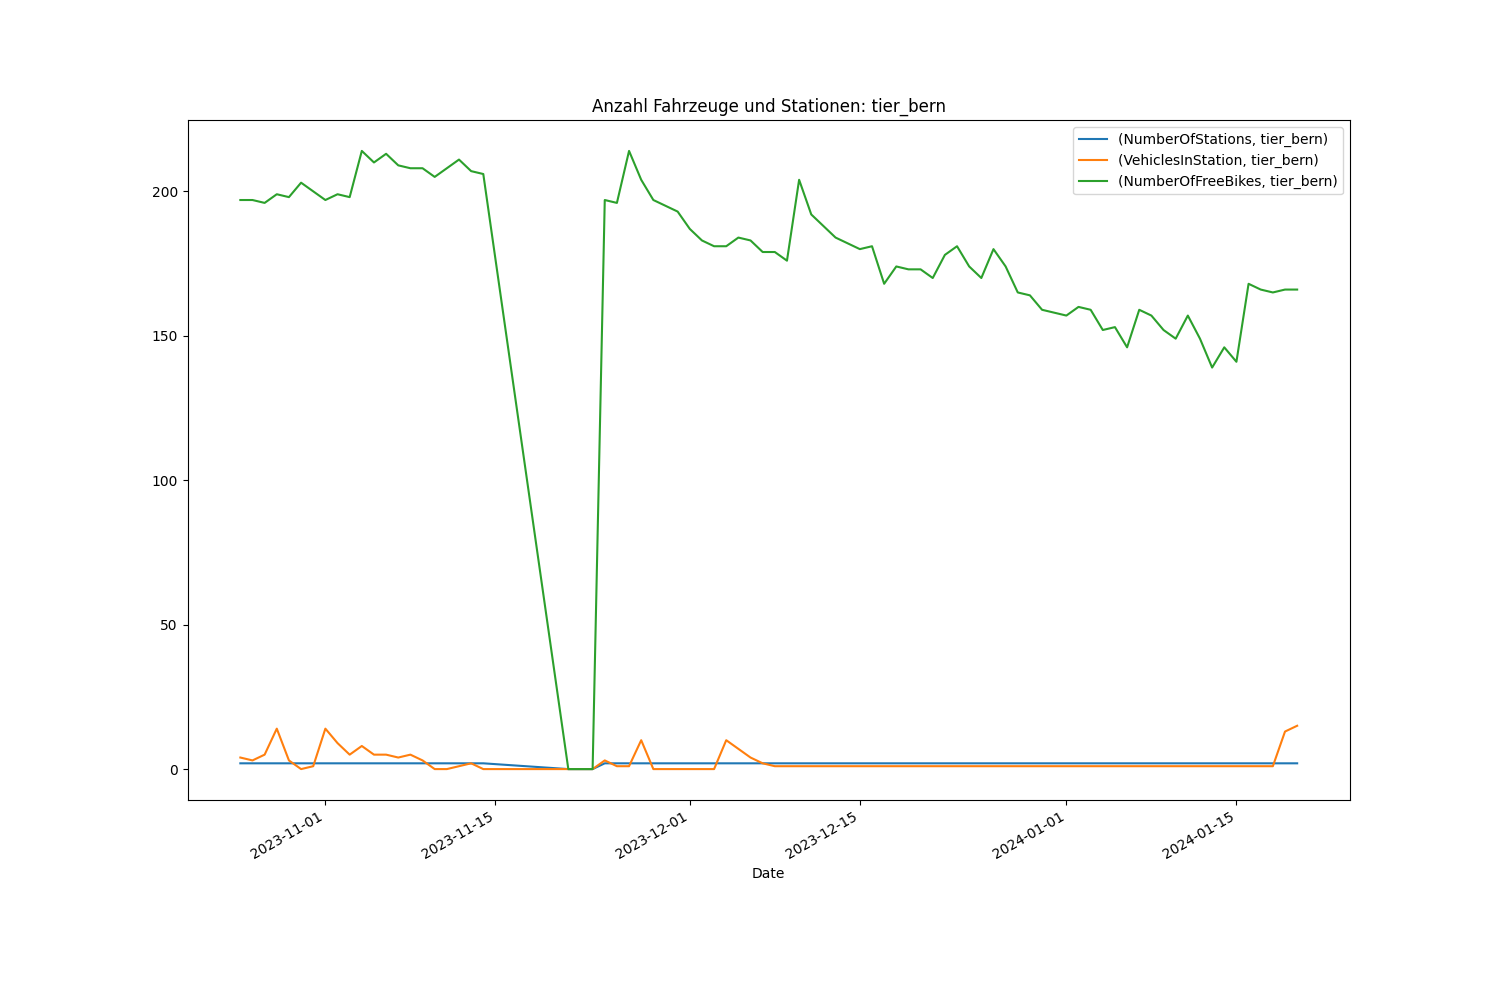 Anzahl Fahrzeuge und Stationen: tier_bern
(NumberOfStations, tier_bern)
(VehiclesInStation, tier_bern)
(NumberOfFreeBikes, tier_bern)
200
150
100
50
0
2023-11-01
2023-11-15
2023-12-01
2023-12-15
2024-01-01
2024-01-15
Date